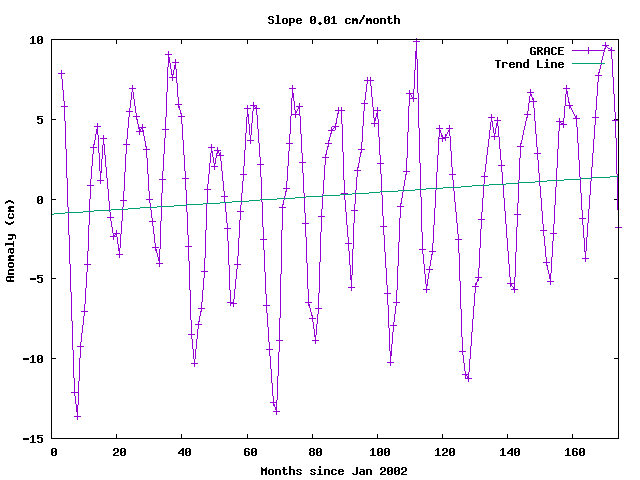 Slope 0.01 cm/month
GRACE
Trend Line
10
5
0
-5
-10
-15
Anomaly (cm)
0 20 40 60 80 100 120 140 160
Months since Jan 2002